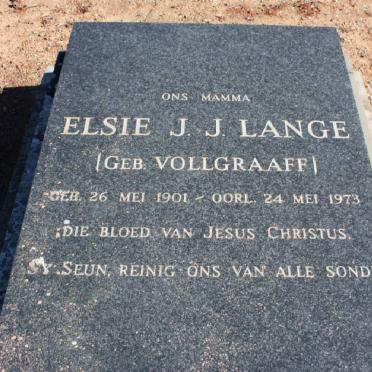 ONS MAMMA
ELSIE J. J. LANGE
(GEB. VOLLGRAAFF)
GEB. 26 MEI 1901 - OORL. 24 MEI 1973
„DIE BLOED VAN JESUS CHRISTUS,
SY SEUN, REINIG ONS VAN ALLE SOND